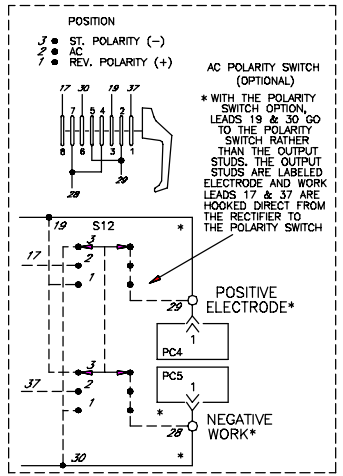 POSITION
3 ST. POLARITY (-)
2 AC
1 REV. POLARITY (+)
17 30 19 37
7 5 4 2
8 6 3 1
28 29
AC POLARITY SWITCH
(OPTIONAL)
* WITH THE POLARITY
SWITCH OPTION,
LEADS 19 & 30 GO
TO THE POLARITY
SWITCH RATHER
THAN THE OUTPUT
STUDS. THE OUTPUT
STUDS ARE LABELED
ELECTRODE AND WORK
LEADS 17 & 37 ARE
HOOKED DIRECT FROM
THE RECTIFIER TO
THE POLARITY SWITCH
19 S12 *
3
17 2
1
29
POSITIVE
ELECTRODE*
1
PC4
PC5
1
3
37 2
1
*
28
NEGATIVE
WORK*
30 *